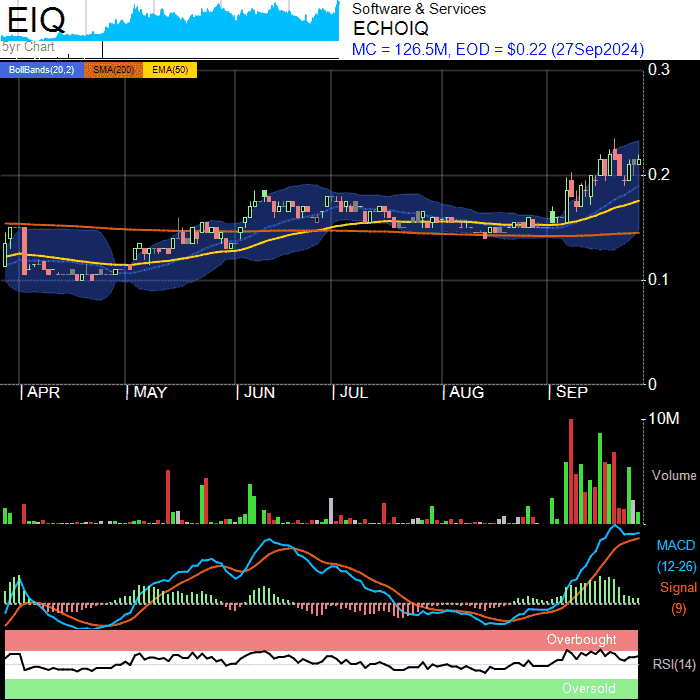 EIQ
5yr Chart
Software & Services
ECHOIQ
MC = 126.5M, EOD = $0.22 (27Sep2024)
BollBands(20,2) SMA(200) EMA(50)
0.3
0.2
0.1
0
APR MAY JUN JUL AUG SEP
10M
Volume
MACD
(12-26)
Signal
(9)
Overbought
RSI(14)
Oversold